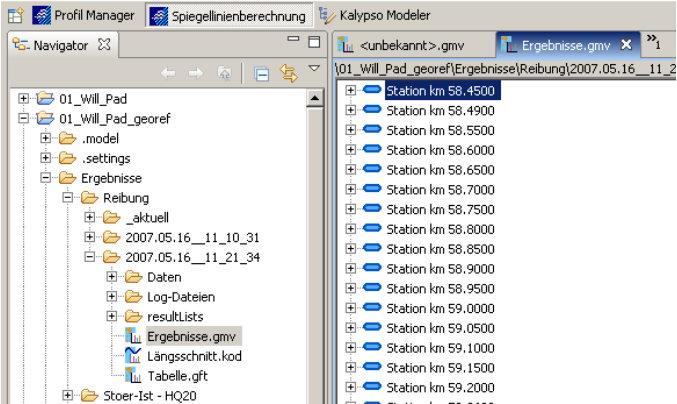 Profil Manager Spiegellinienberechnung Kalypso Modeler
Navigator
01_Will_Pad
01_Will_Pad_georef
.model
.settings
Ergebnisse
Reibung
_aktuell
2007.05.16__11_10_31
2007.05.16__11_21_34
Daten
Log-Dateien
resultLists
Ergebnisse.gmv
Längsschnitt.kod
Tabelle.gft
Stoer-Ist - HQ20
<unbekannt>.gmv Ergebnisse.gmv »1
\01_Will_Pad_georef\Ergebnisse\Reibung\2007.05.16__11_2
Station km 58.4500
Station km 58.4900
Station km 58.5500
Station km 58.6000
Station km 58.6500
Station km 58.7000
Station km 58.7500
Station km 58.8000
Station km 58.8500
Station km 58.9000
Station km 58.9500
Station km 59.0000
Station km 59.0500
Station km 59.1000
Station km 59.1500
Station km 59.2000